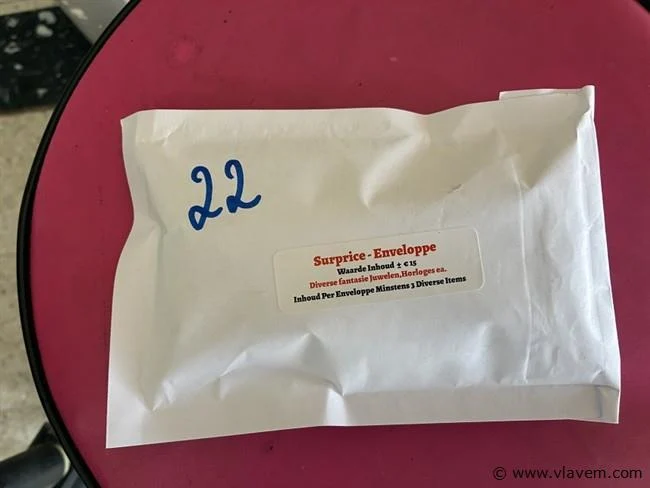 22
Surprice - Enveloppe
Waarde Inhoud ± € 15
Diverse fantasie Juwelen,Horloges ea.
Inhoud Per Enveloppe Minstens 3 Diverse Items
© www.vlavem.com